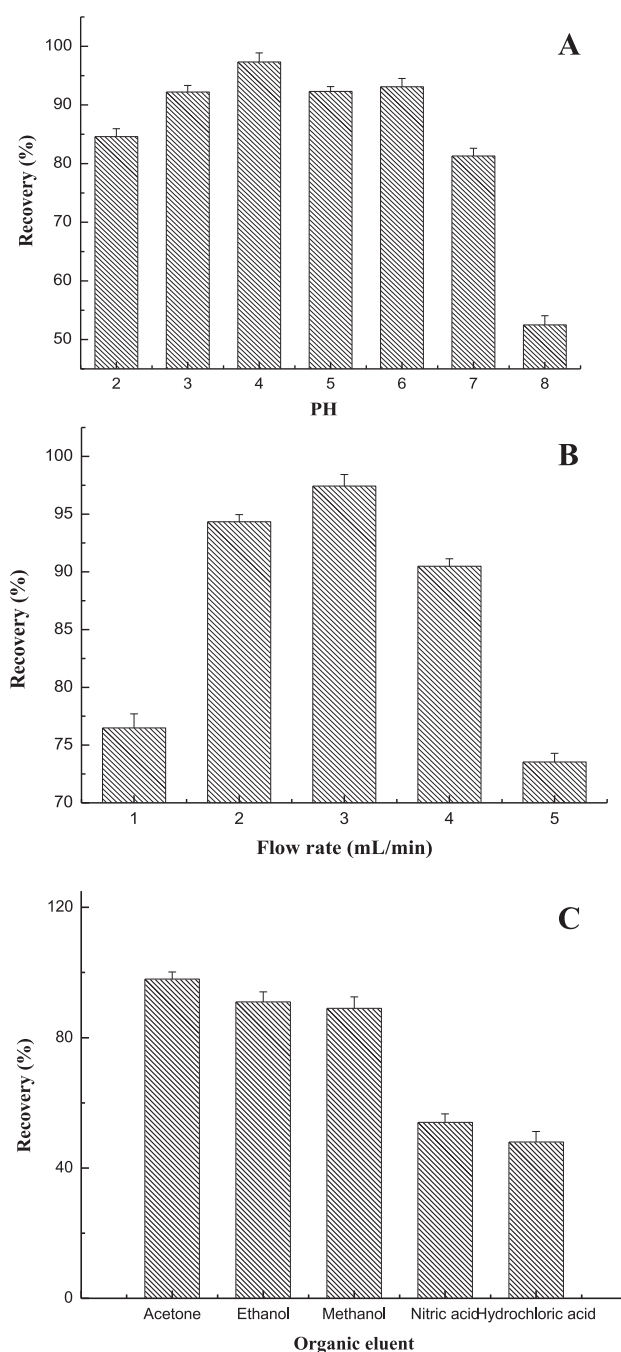 A
100
90
80
70
60
50
Recovery (%)
2 3 4 5 6 7 8
PH
B
100
95
90
85
80
75
70
Recovery (%)
1 2 3 4 5
Flow rate (mL/min)
C
120
80
40
0
Recovery (%)
Acetone Ethanol Methanol Nitric acid Hydrochloric acid
Organic eluent